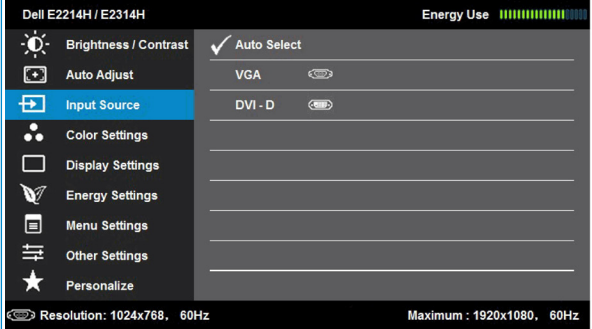 Dell E2214H / E2314H Energy Use
Brightness / Contrast Auto Select
Auto Adjust VGA
Input Source DVI - D
Color Settings
Display Settings
Energy Settings
Menu Settings
Other Settings
Personalize
Resolution: 1024x768, 60Hz Maximum : 1920x1080, 60Hz